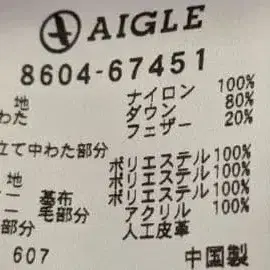 AIGLE
8604-67451
地 ナイロン 100%
わた ダウン 80%
フェザー 20%
立て中わた部分
ポリエステル 100%
地 ポリエステル 100%
ニー 基布 ポリエステル 100%
ー 毛部分 アクリル 100%
人工皮革
607 中国製